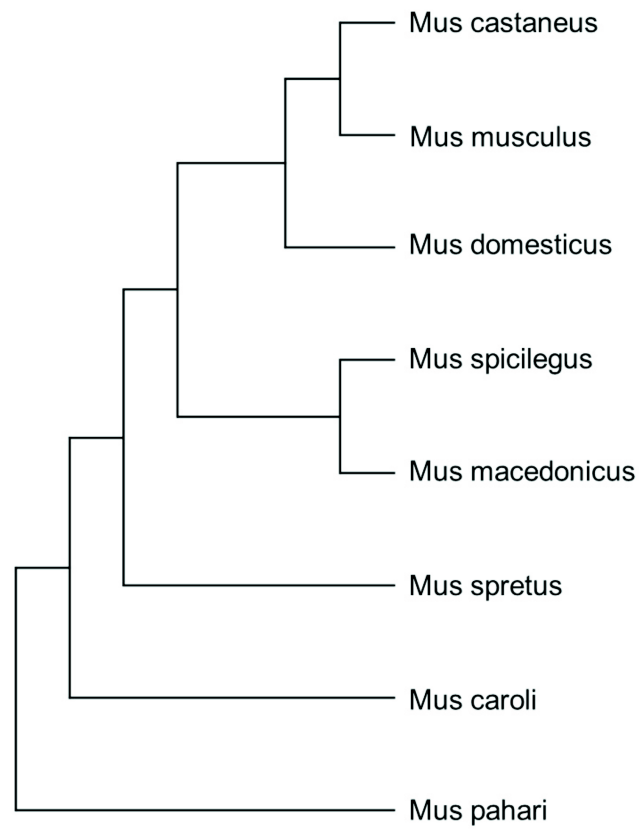 Mus castaneus
Mus musculus
Mus domesticus
Mus spicilegus
Mus macedonicus
Mus spretus
Mus caroli
Mus pahari